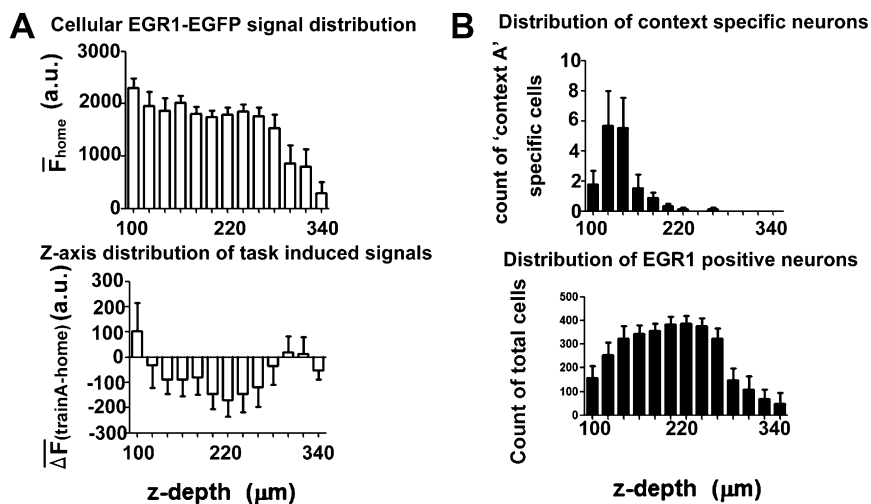 A
Cellular EGR1-EGFP signal distribution
F̅home (a.u.)
3000
2000
1000
0
100 220 340
Z-axis distribution of task induced signals
Δ̅F̅(trainA-home) (a.u.)
300
200
100
0
-100
-200
-300
100 220 340
z-depth (µm)
B
Distribution of context specific neurons
count of 'context A'
specific cells
10
8
6
4
2
0
100 220 340
Distribution of EGR1 positive neurons
Count of total cells
500
400
300
200
100
0
100 220 340
z-depth (µm)